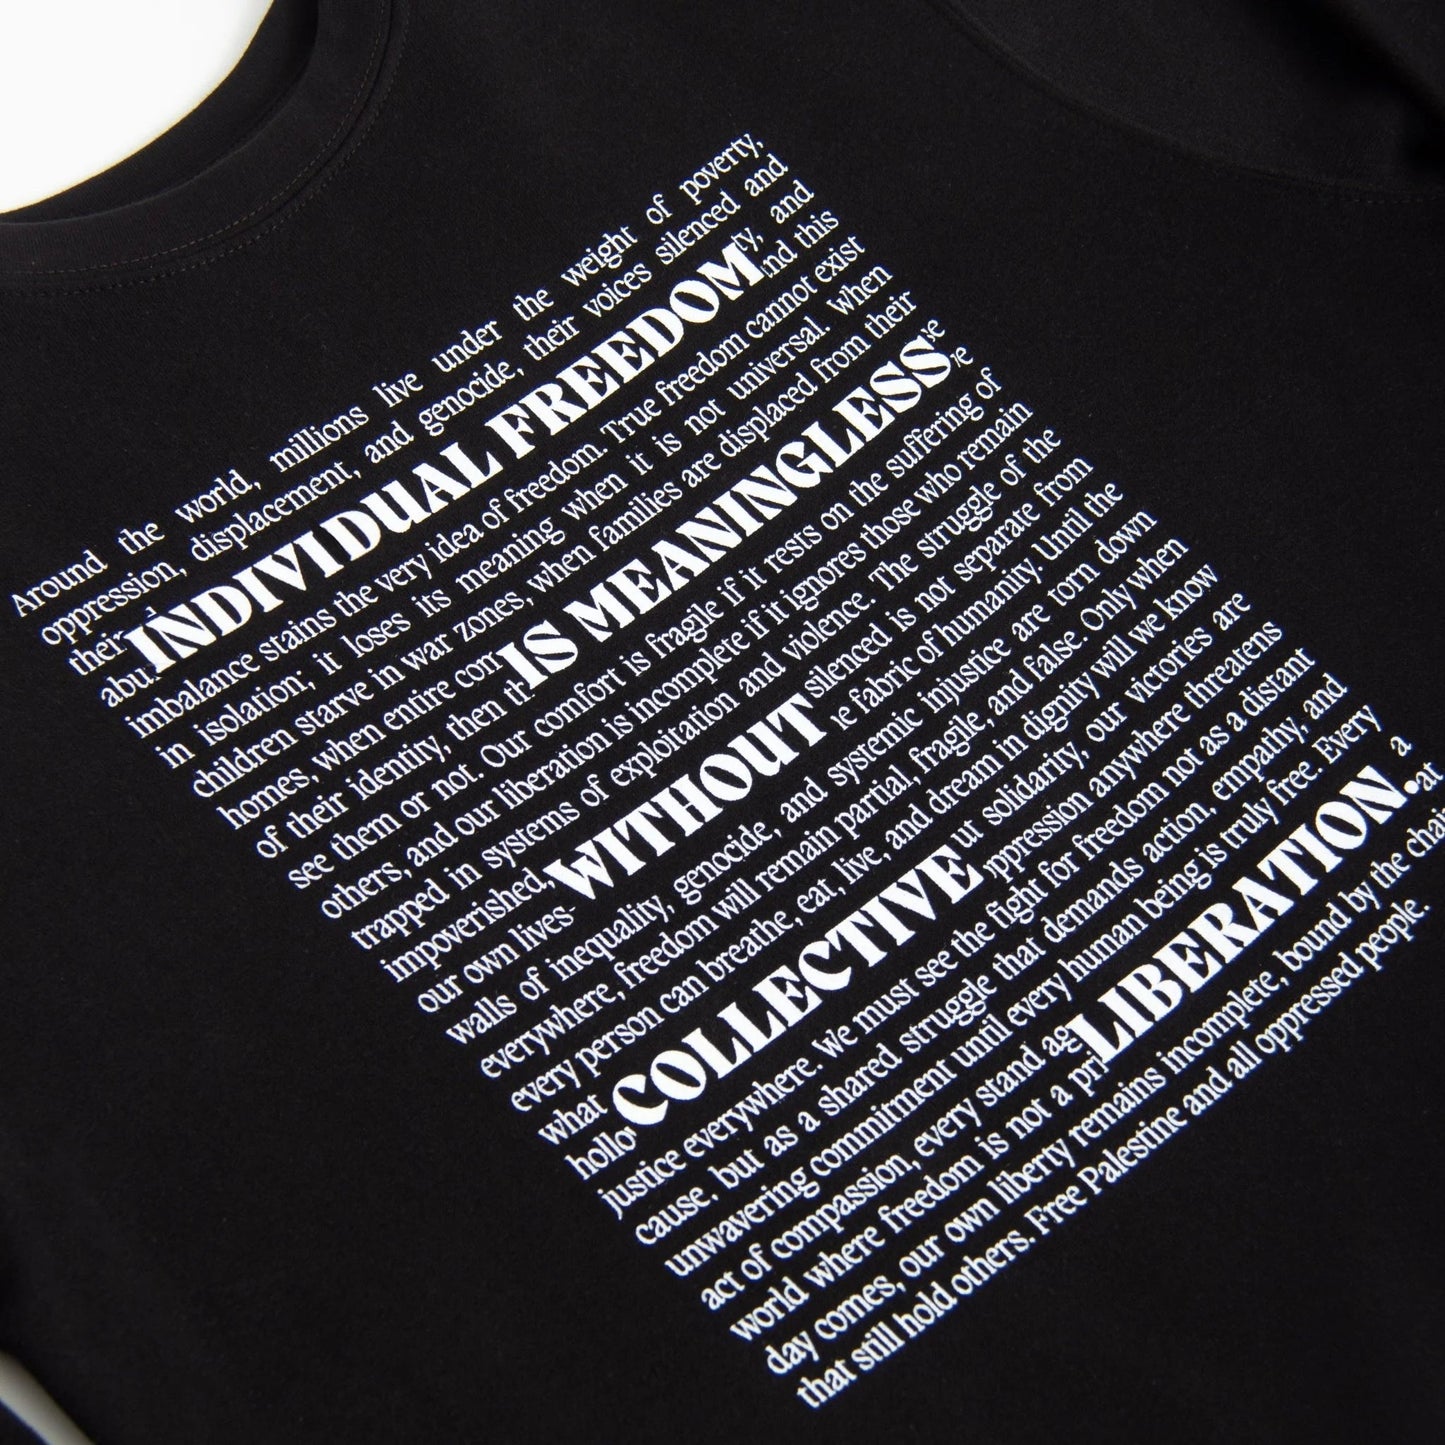 Around the world, millions live under the weight of poverty,
oppression, displacement, and genocide, their voices silenced and
their ty, and
INDIVIDUAL FREEDOM
abu nd this
imbalance stains the very idea of freedom. True freedom cannot exist
in isolation; it loses its meaning when it is not universal. When
children starve in war zones, when families are displaced from their
homes, when entire com
IS MEANINGLESS
of their identity, then th
see them or not. Our comfort is fragile if it rests on the suffering of
others, and our liberation is incomplete if it ignores those who remain
trapped in systems of exploitation and violence. The struggle of the
impoverished, silenced is not separate from
WITHOUT
our own lives- e fabric of humanity. Until the
walls of inequality, genocide, and systemic injustice are torn down
everywhere, freedom will remain partial, fragile, and false. Only when
every person can breathe, eat, live, and dream in dignity will we know
what ut solidarity, our victories are
COLLECTIVE
hollo ppression anywhere threatens
justice everywhere. We must see the fight for freedom not as a distant
cause, but as a shared struggle that demands action, empathy, and
unwavering commitment until every human being is truly free. Every
act of compassion, every stand ag a
LIBERATION.
world where freedom is not a pri at
day comes, our own liberty remains incomplete, bound by the chai
that still hold others. Free Palestine and all oppressed people.